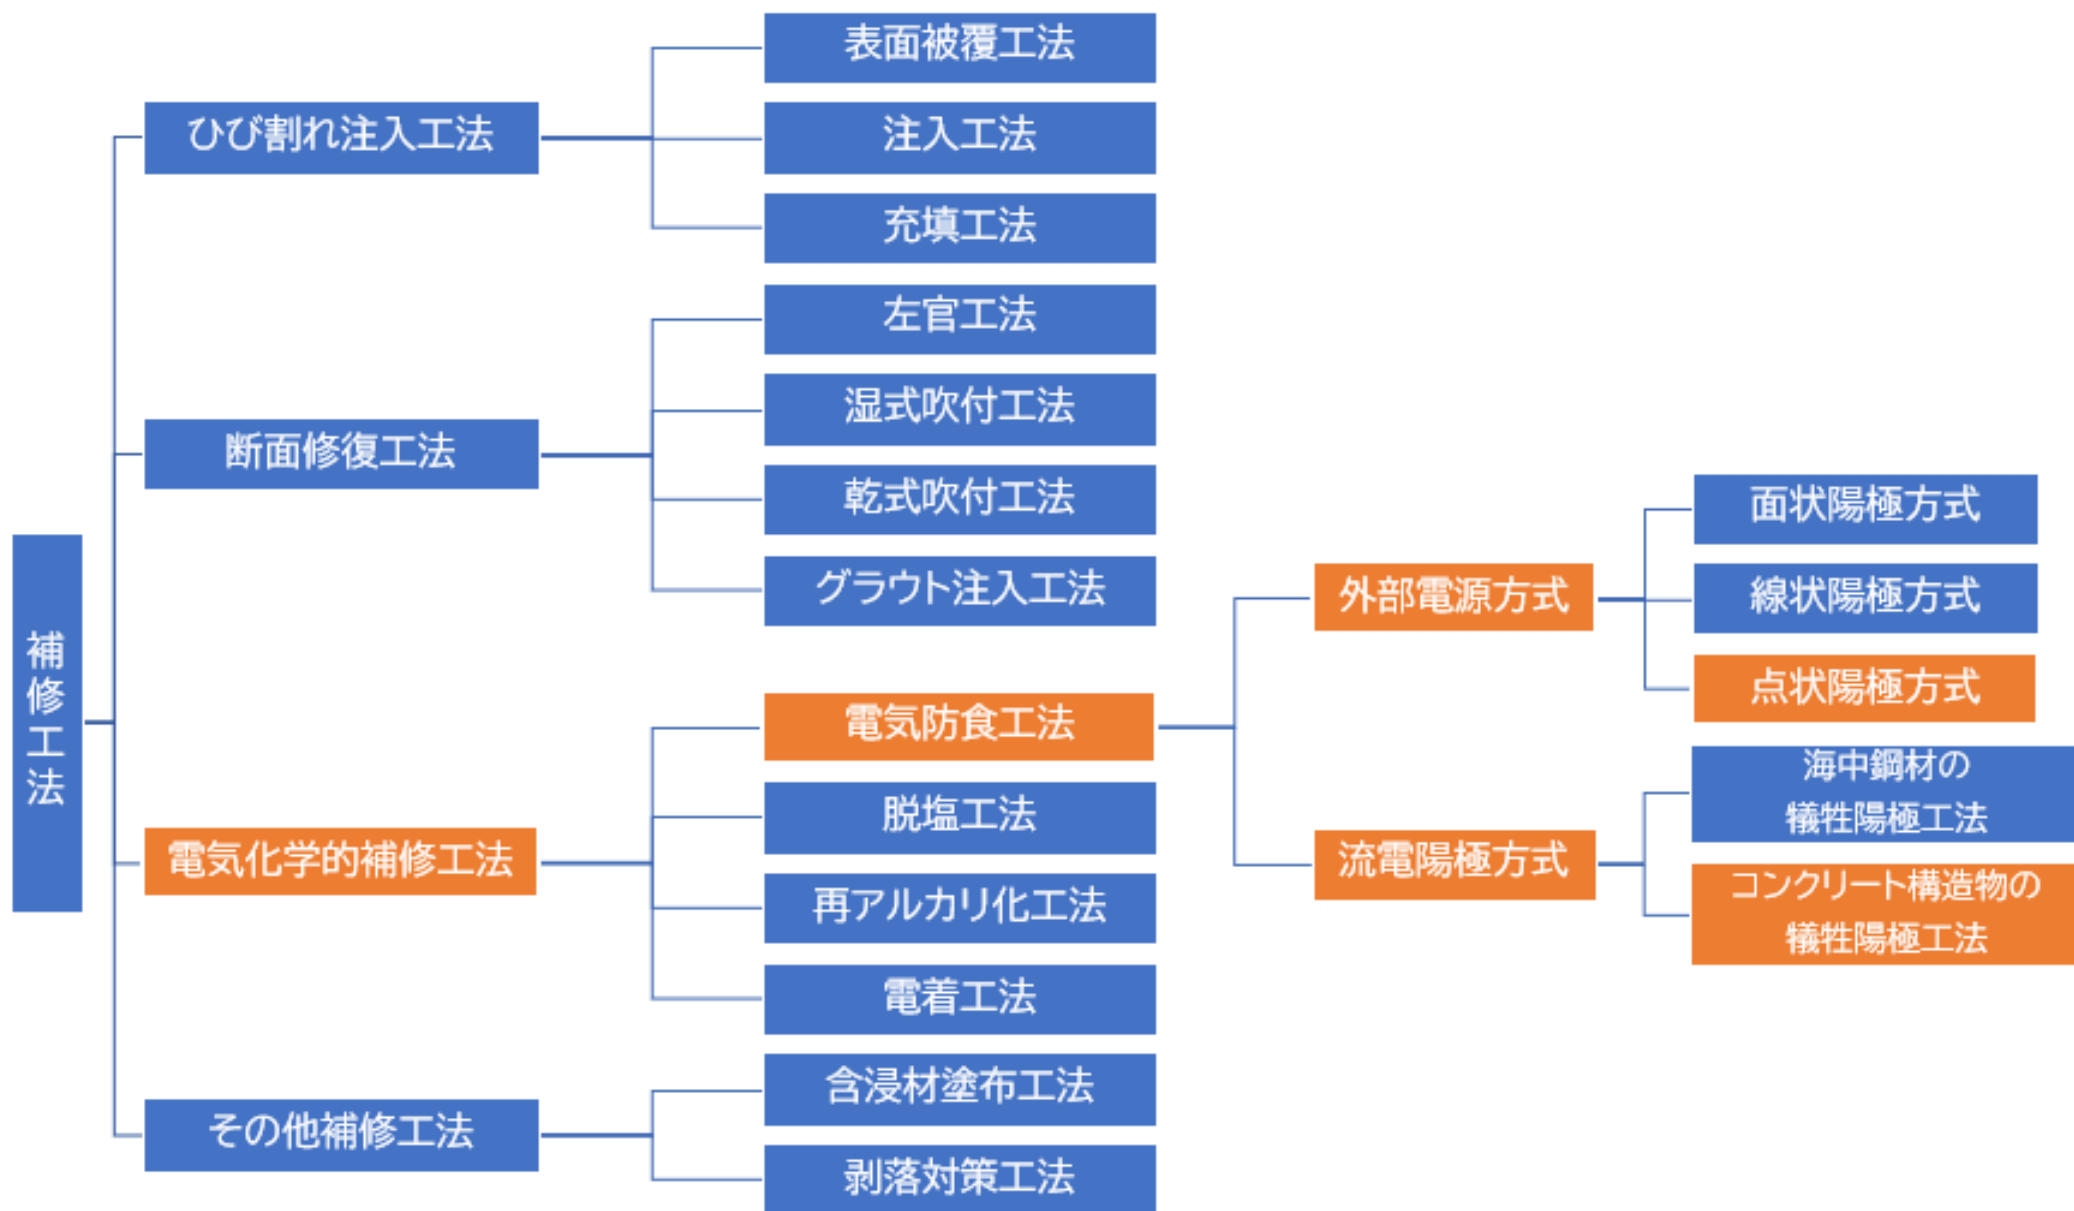 補修工法
ひび割れ注入工法
表面被覆工法
注入工法
充填工法
断面修復工法
左官工法
湿式吹付工法
乾式吹付工法
グラウト注入工法
電気化学的補修工法
電気防食工法
外部電源方式
面状陽極方式
線状陽極方式
点状陽極方式
流電陽極方式
海中鋼材の
犠牲陽極工法
コンクリート構造物の
犠牲陽極工法
脱塩工法
再アルカリ化工法
電着工法
その他補修工法
含浸材塗布工法
剥落対策工法